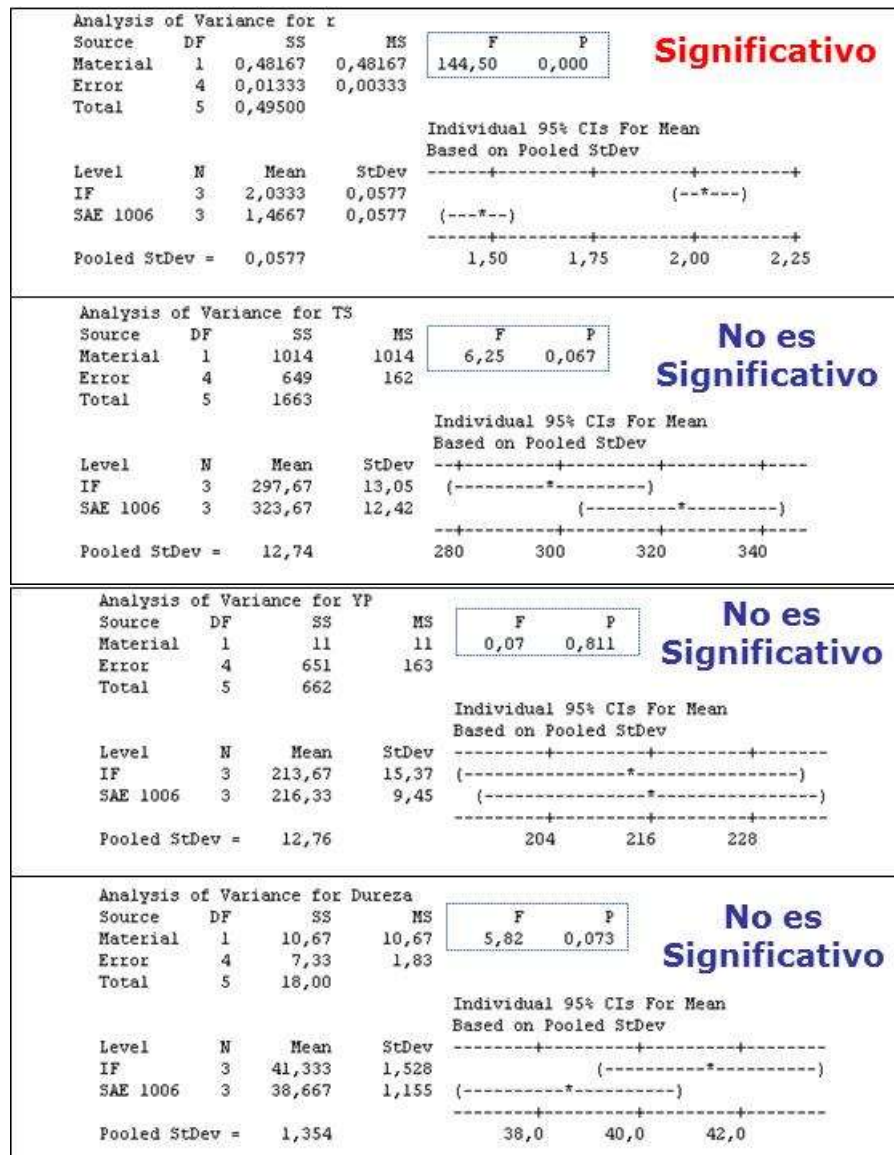 Analysis of Variance for r
Source DF SS MS F P
Material 1 0,48167 0,48167 144,50 0,000
Error 4 0,01333 0,00333
Total 5 0,49500
Significativo
Individual 95% CIs For Mean
Based on Pooled StDev
Level N Mean StDev ------+---------+---------+---------+
IF 3 2,0333 0,0577 (--*---)
SAE 1006 3 1,4667 0,0577 (---*--)
------+---------+---------+---------+
Pooled StDev = 0,0577 1,50 1,75 2,00 2,25
Analysis of Variance for TS
Source DF SS MS F P
Material 1 1014 1014 6,25 0,067
Error 4 649 162
Total 5 1663
No es
Significativo
Individual 95% CIs For Mean
Based on Pooled StDev
Level N Mean StDev --+---------+---------+---------+----
IF 3 297,67 13,05 (---------*---------)
SAE 1006 3 323,67 12,42 (---------*---------)
--+---------+---------+---------+----
Pooled StDev = 12,74 280 300 320 340
Analysis of Variance for YP
Source DF SS MS F P
Material 1 11 11 0,07 0,811
Error 4 651 163
Total 5 662
No es
Significativo
Individual 95% CIs For Mean
Based on Pooled StDev
Level N Mean StDev ---------+---------+---------+-------
IF 3 213,67 15,37 (----------------*----------------)
SAE 1006 3 216,33 9,45 (----------------*----------------)
---------+---------+---------+-------
Pooled StDev = 12,76 204 216 228
Analysis of Variance for Dureza
Source DF SS MS F P
Material 1 10,67 10,67 5,82 0,073
Error 4 7,33 1,83
Total 5 18,00
No es
Significativo
Individual 95% CIs For Mean
Based on Pooled StDev
Level N Mean StDev --------+---------+---------+--------
IF 3 41,333 1,528 (----------*----------)
SAE 1006 3 38,667 1,155 (----------*----------)
--------+---------+---------+--------
Pooled StDev = 1,354 38,0 40,0 42,0